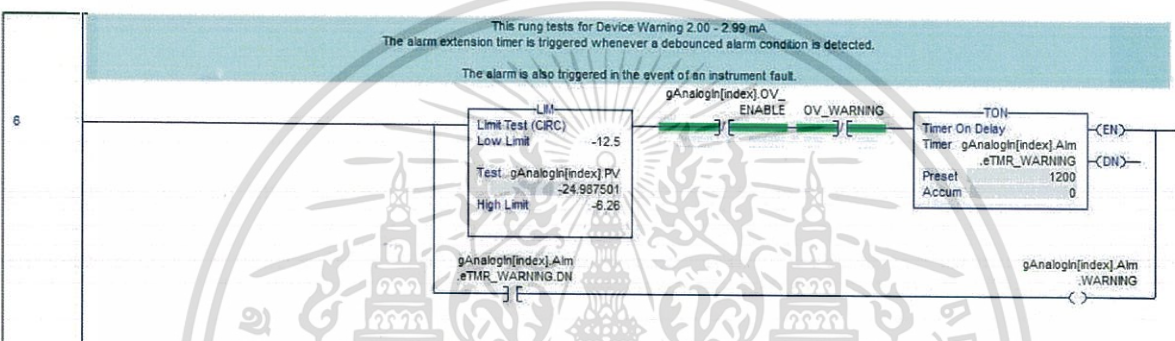 This rung tests for Device Warning 2.00 - 2.99 mA
The alarm extension timer is triggered whenever a debounced alarm condition is detected.
The alarm is also triggered in the event of an instrument fault.
6
LIM
Limit Test (CIRC)
Low Limit -12.5
Test gAnalogIn[index].PV
-24.987501
High Limit -6.26
gAnalogIn[index].OV_
ENABLE
OV_WARNING
TON
Timer On Delay
Timer gAnalogIn[index].Alm
.eTMR_WARNING
Preset 1200
Accum 0
EN
DN
gAnalogIn[index].Alm
.eTMR_WARNING.DN
gAnalogIn[index].Alm
.WARNING